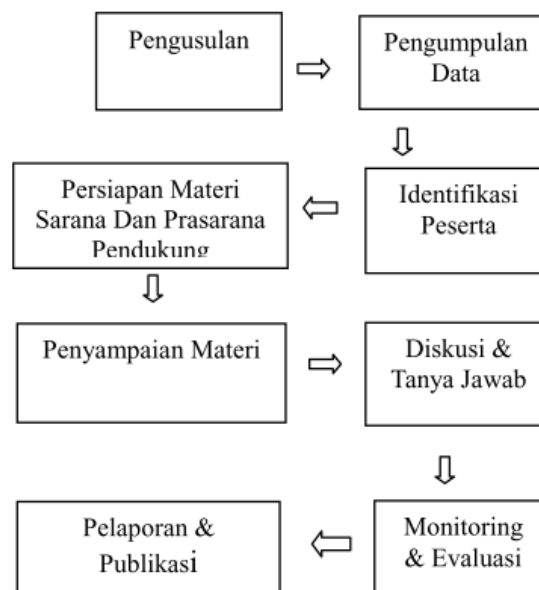 Pengusulan
Pengumpulan
Data
Identifikasi
Peserta
Persiapan Materi
Sarana Dan Prasarana
Pendukung
Penyampaian Materi
Diskusi &
Tanya Jawab
Monitoring
& Evaluasi
Pelaporan &
Publikasi